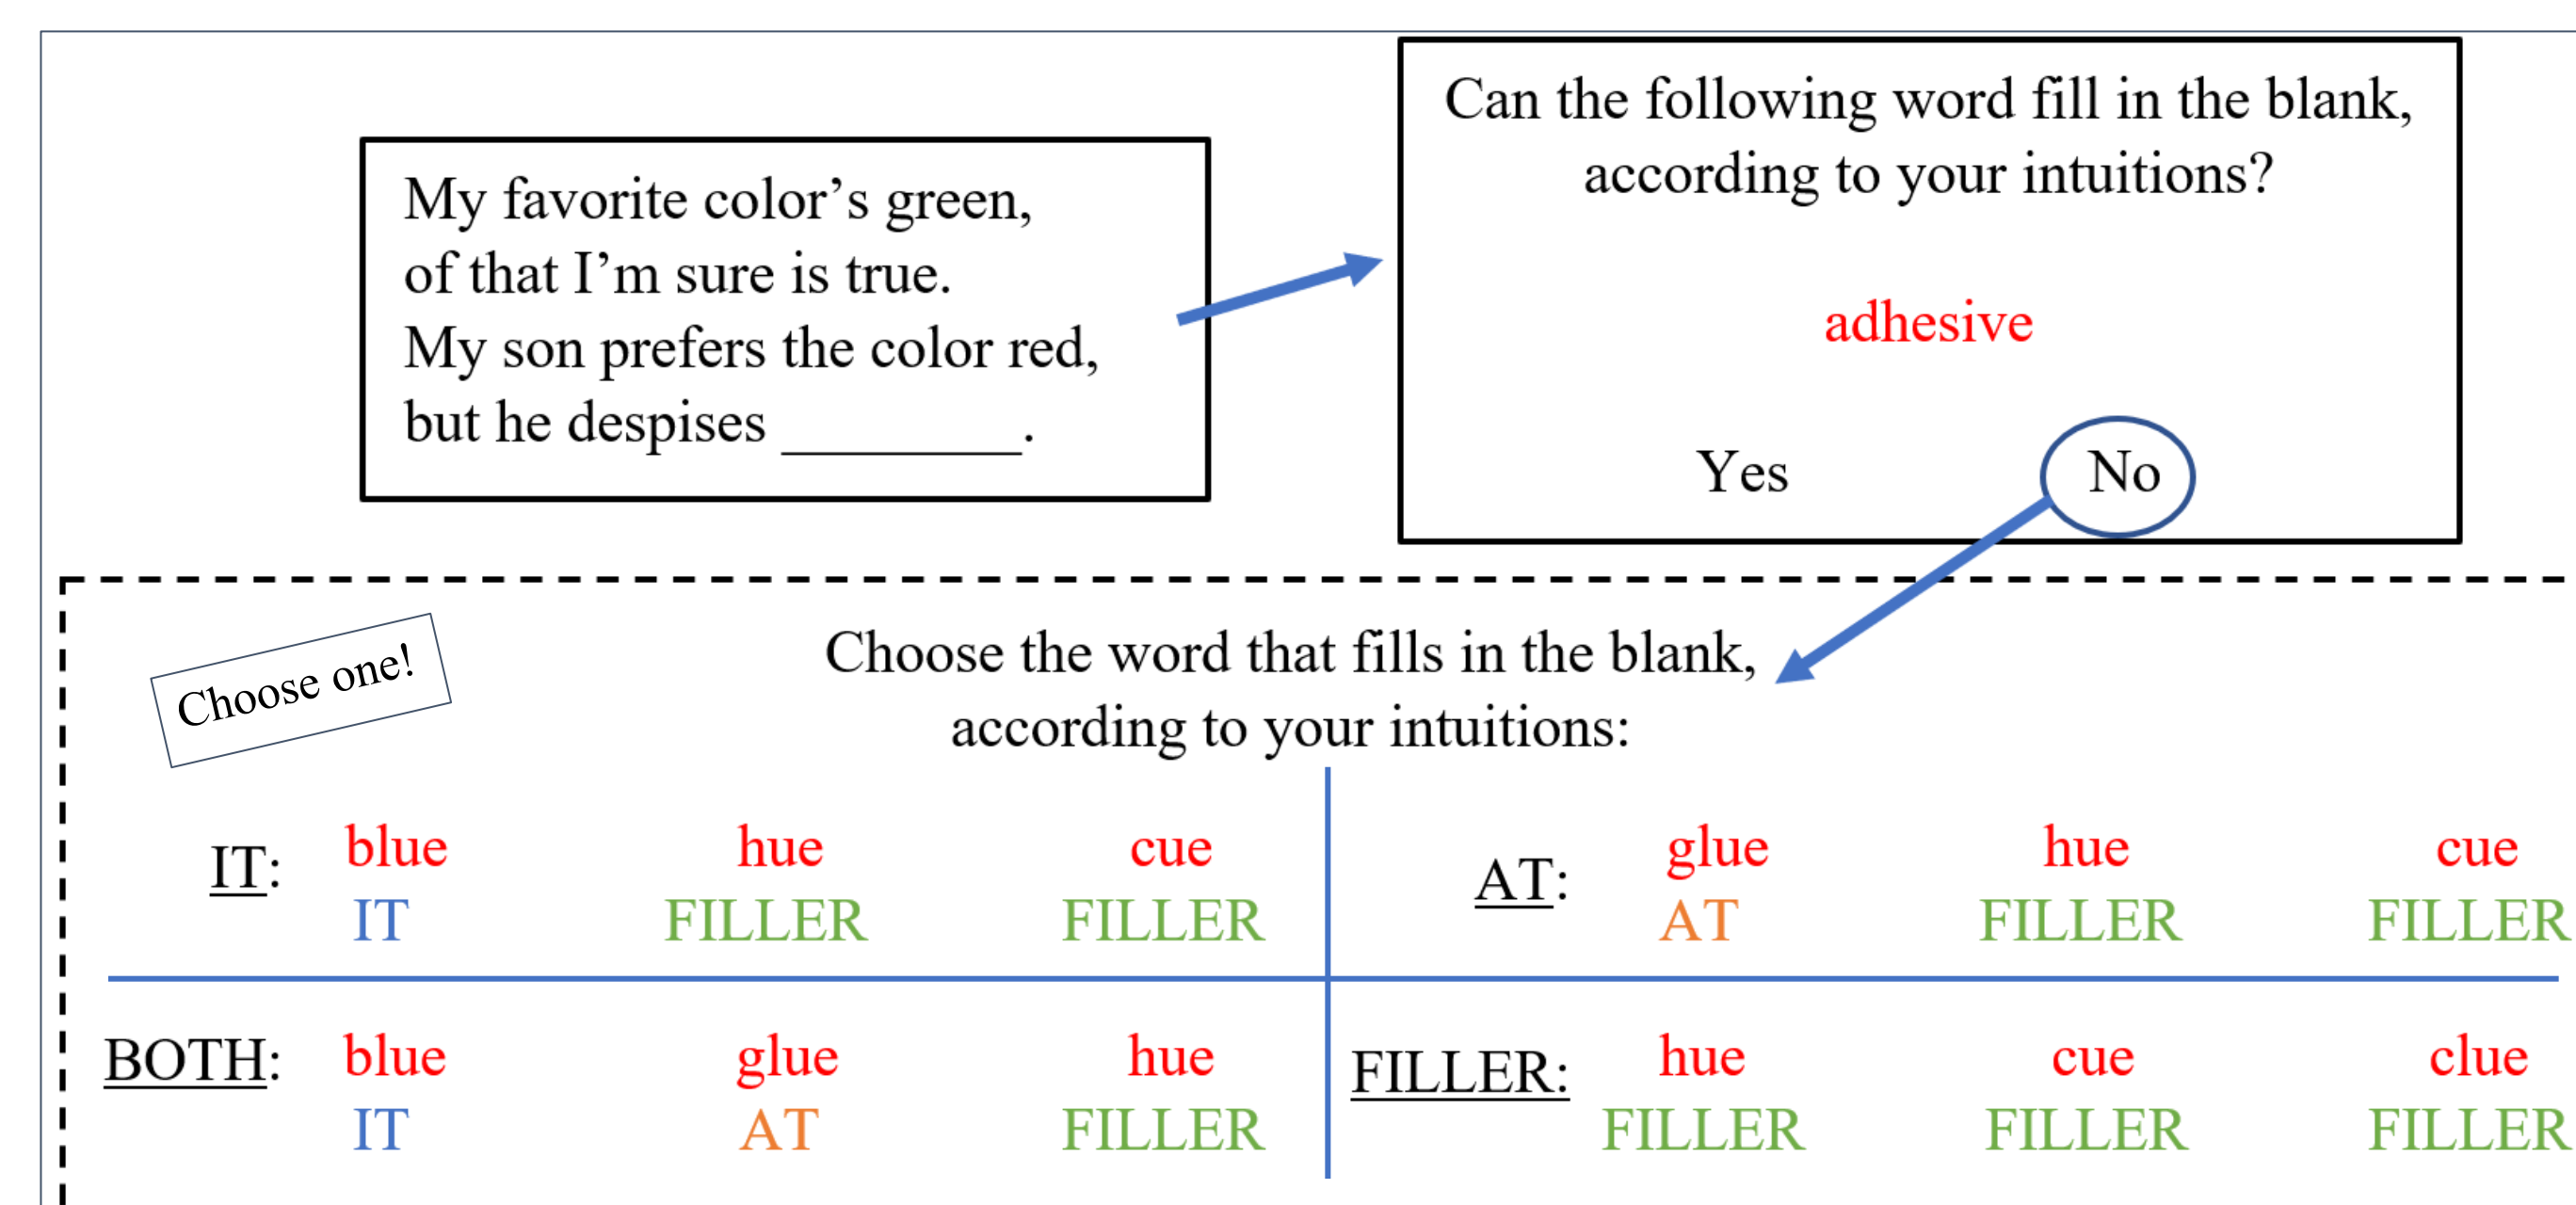 My favorite color’s green,
of that I’m sure is true.
My son prefers the color red,
but he despises ________.
Can the following word fill in the blank,
according to your intuitions?
adhesive
Yes No
Choose one!
Choose the word that fills in the blank,
according to your intuitions:
IT: blue hue cue
IT FILLER FILLER
AT: glue hue cue
AT FILLER FILLER
BOTH: blue glue hue
IT AT FILLER
FILLER: hue cue clue
FILLER FILLER FILLER